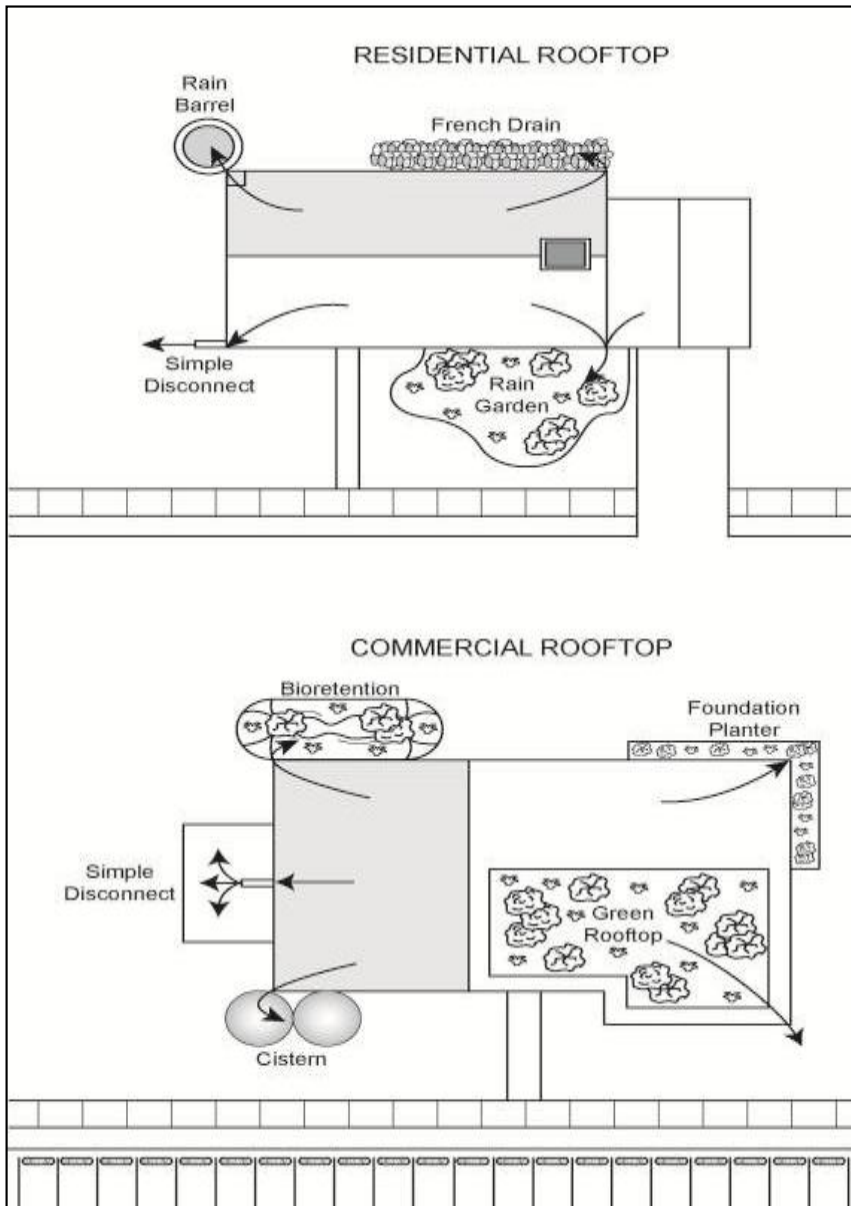 RESIDENTIAL ROOFTOP
Rain
Barrel
French Drain
Simple
Disconnect
Rain
Garden
COMMERCIAL ROOFTOP
Bioretention
Foundation
Planter
Simple
Disconnect
Green
Rooftop
Cistern